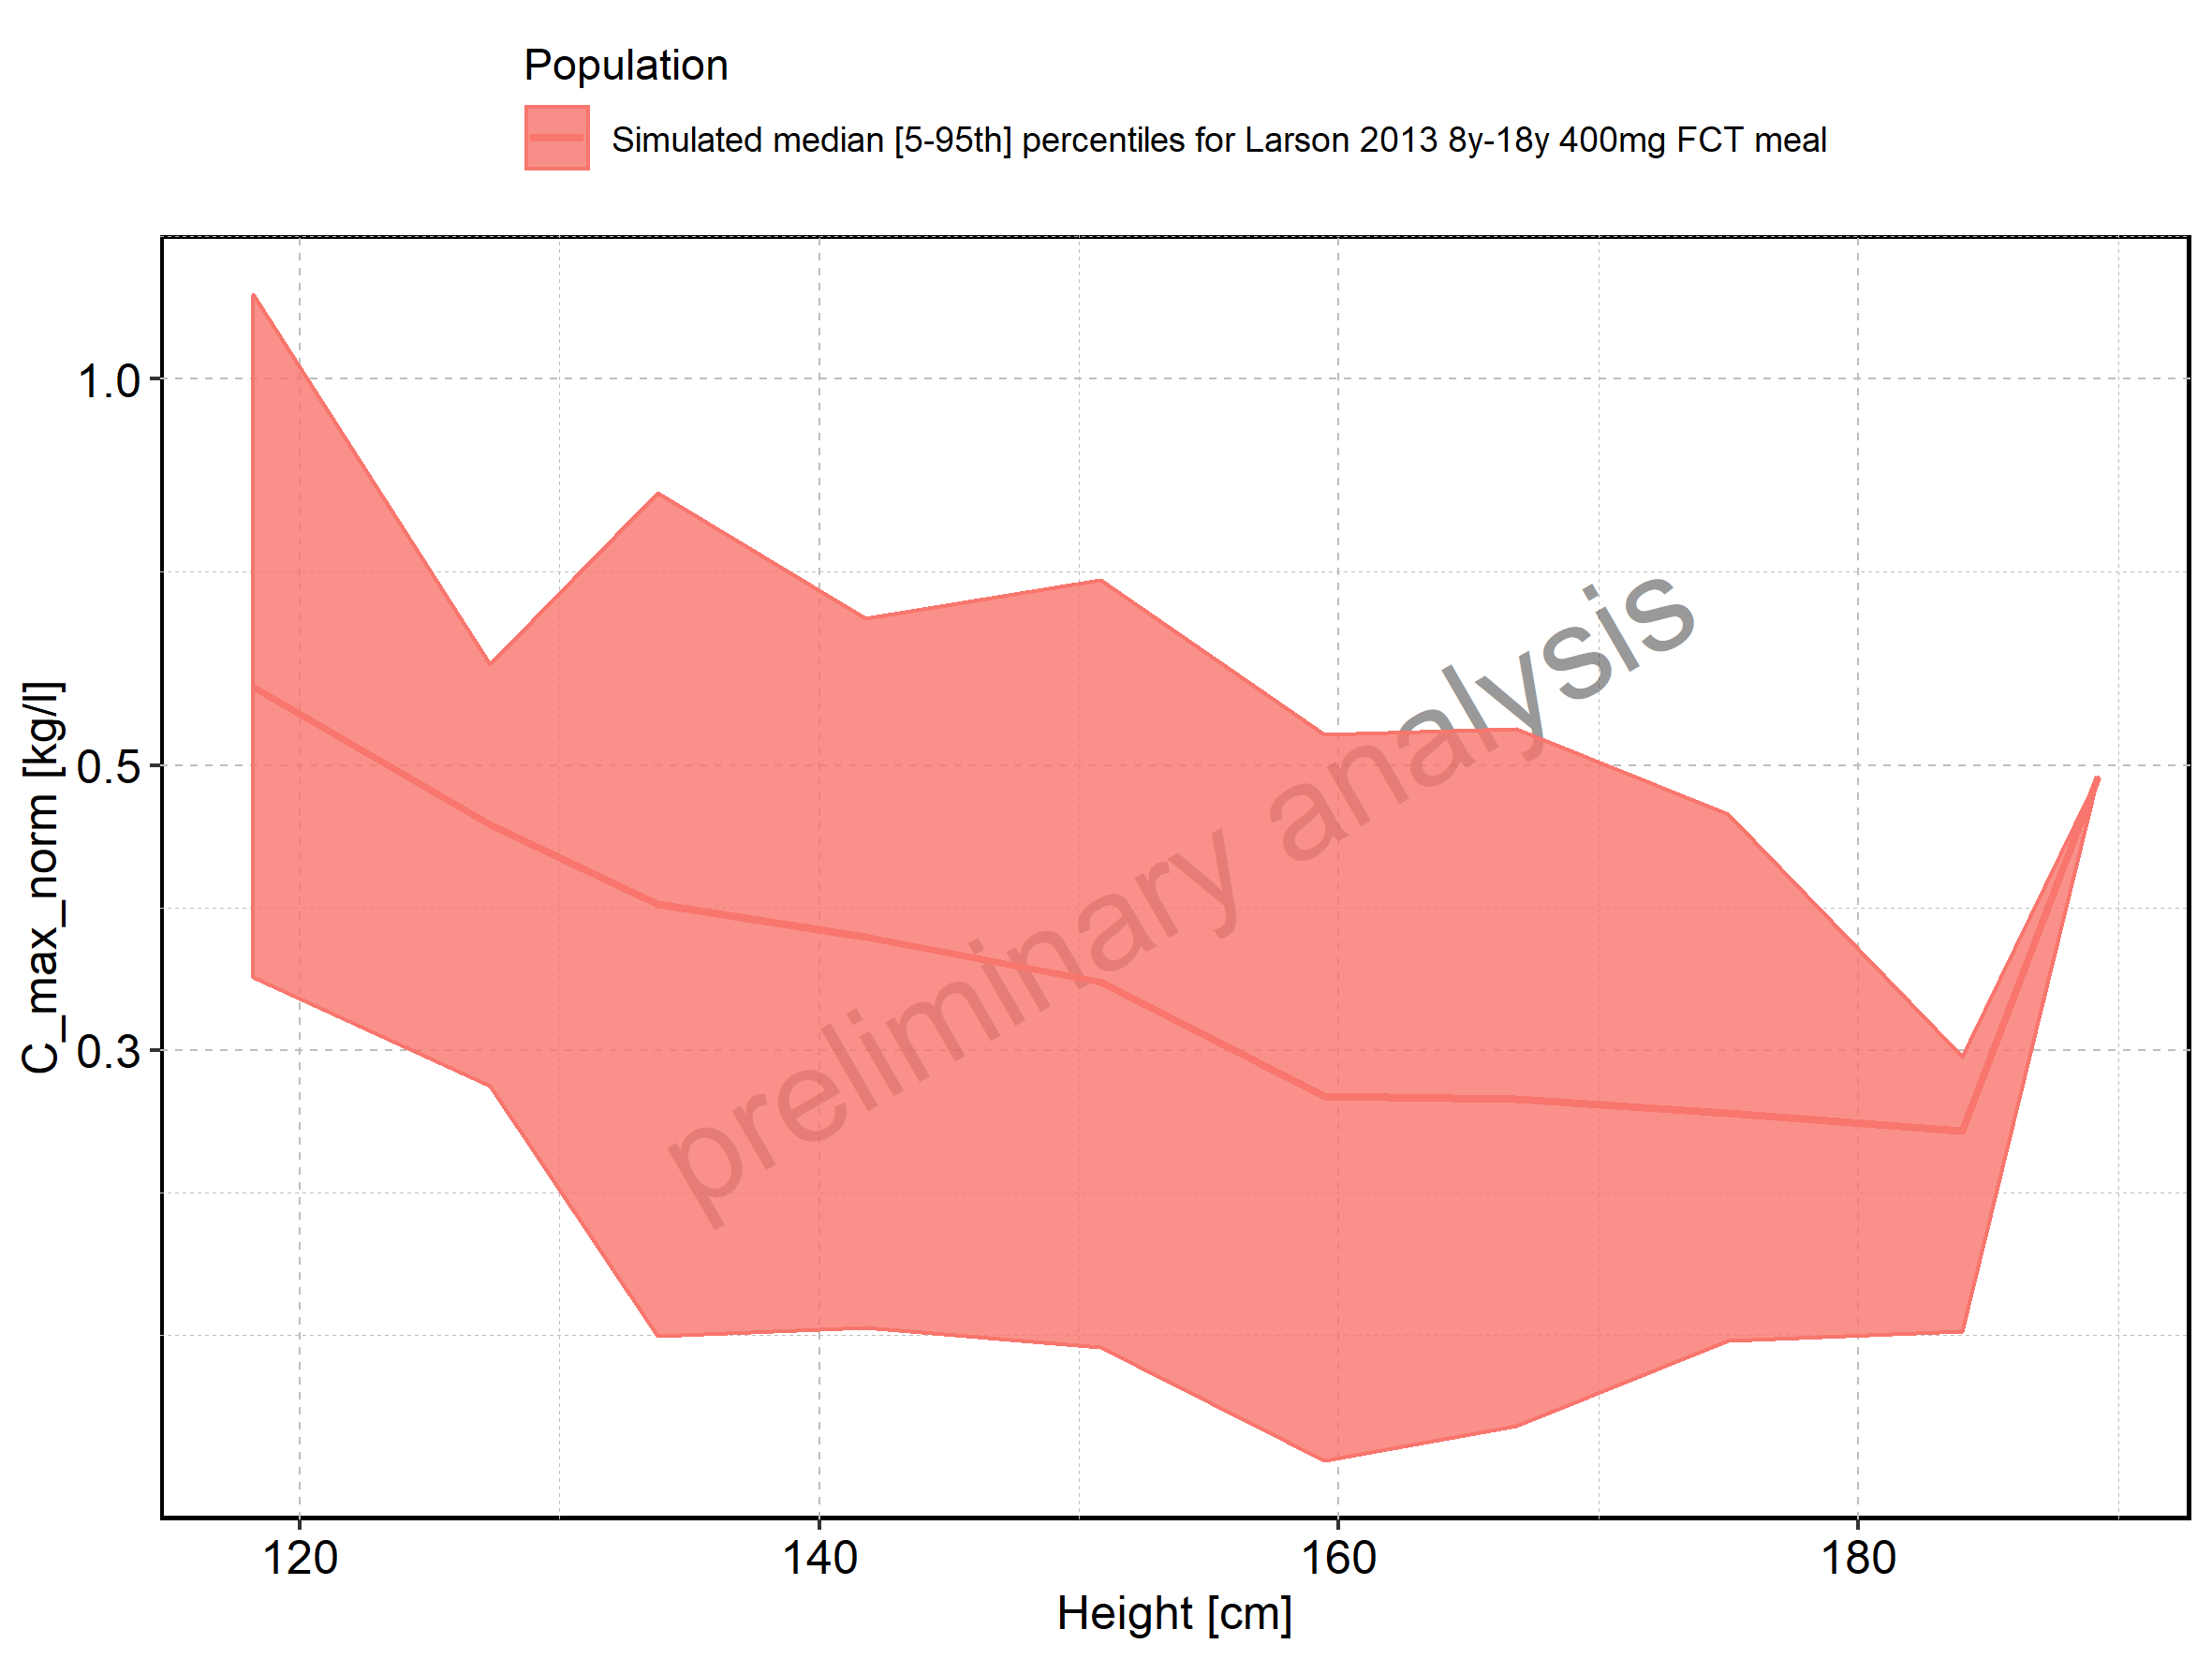 Population
Simulated median [5-95th] percentiles for Larson 2013 8y-18y 400mg FCT meal
1.0
0.5
0.3
C_max_norm [kg/l]
preliminary analysis
120 140 160 180
Height [cm]